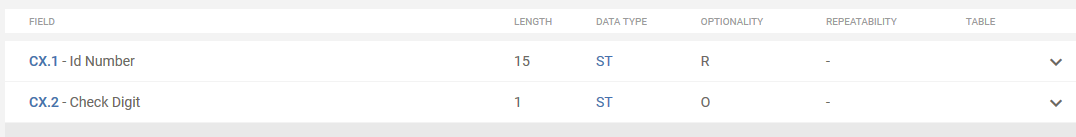 FIELD LENGTH DATA TYPE OPTIONALITY REPEATABILITY TABLE
CX.1 - Id Number 15 ST R -
CX.2 - Check Digit 1 ST O -